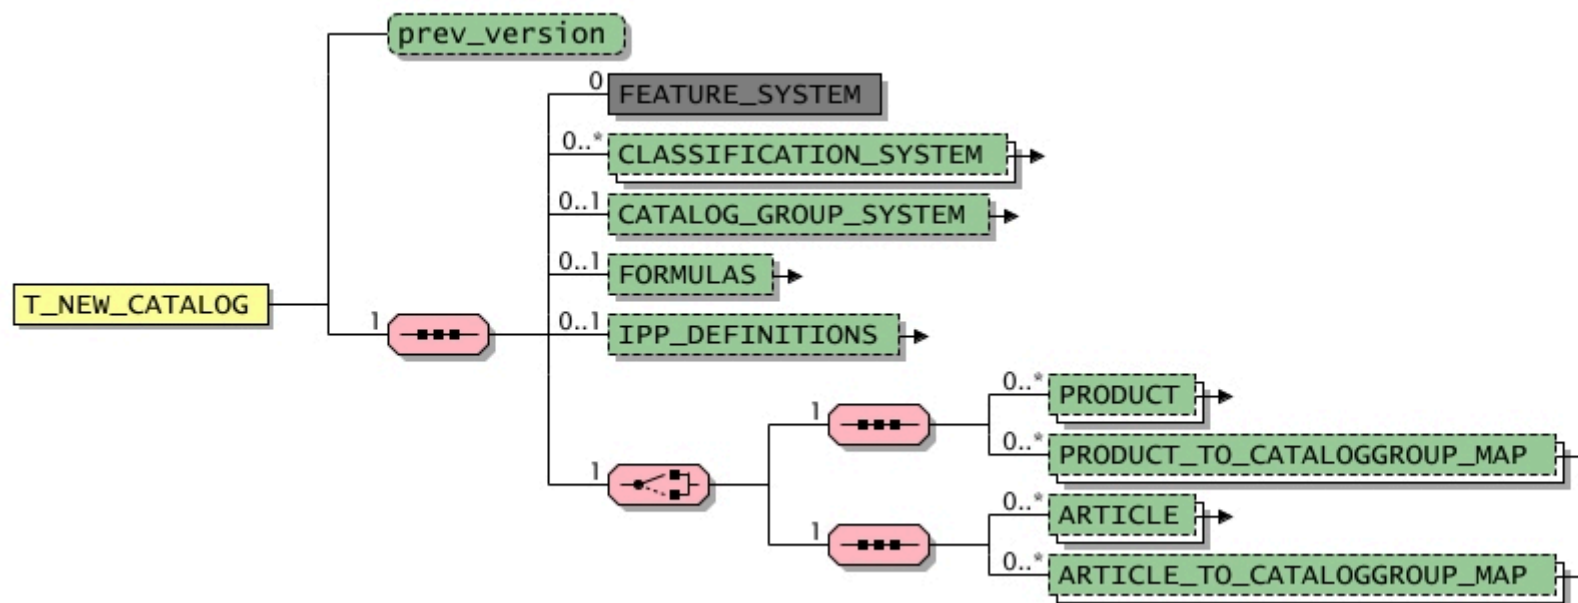 prev_version
0
FEATURE_SYSTEM
0..*
CLASSIFICATION_SYSTEM
0..1
CATALOG_GROUP_SYSTEM
0..1
FORMULAS
T_NEW_CATALOG
1
0..1
IPP_DEFINITIONS
0..*
PRODUCT
1
0..*
PRODUCT_TO_CATALOGGROUP_MAP
1
0..*
ARTICLE
1
0..*
ARTICLE_TO_CATALOGGROUP_MAP